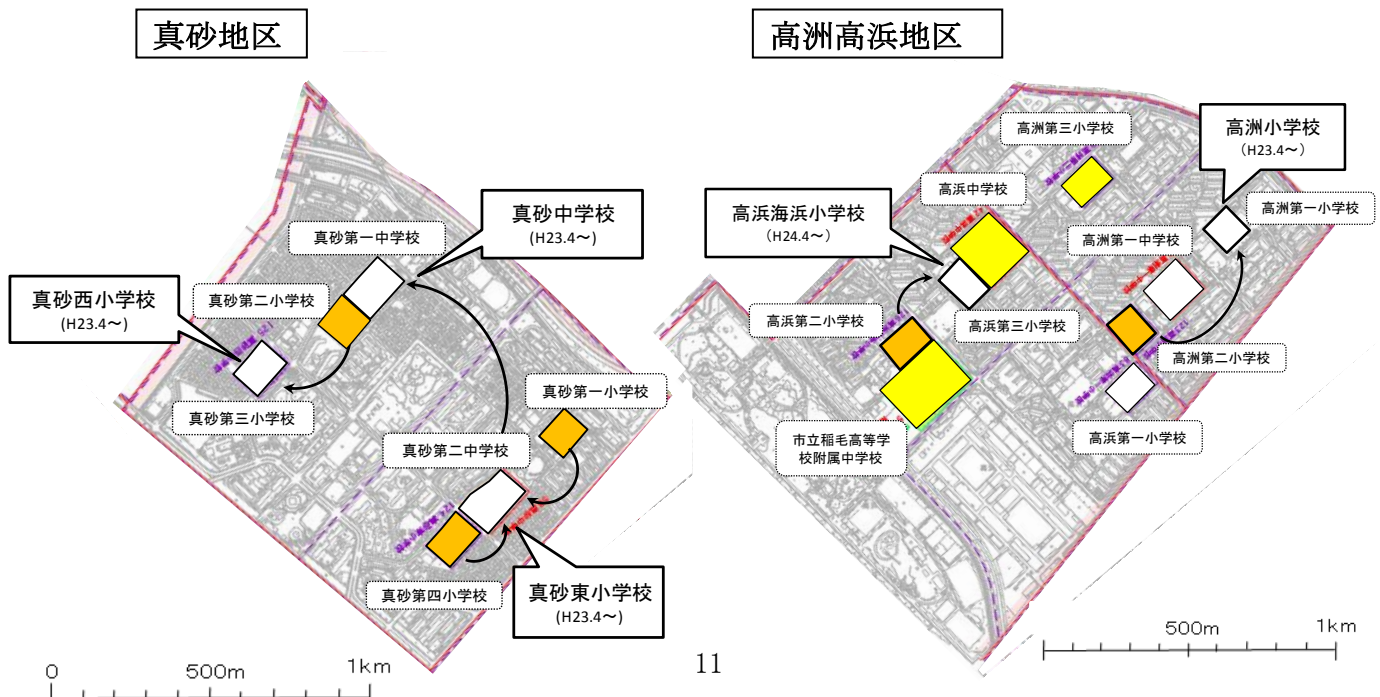 真砂地区
真砂中学校
(H23.4～)
真砂第一中学校
真砂西小学校
(H23.4～)
真砂第二小学校
真砂第三小学校
真砂第一小学校
真砂第二中学校
真砂第四小学校
真砂東小学校
(H23.4～)
0
500m
1km
高洲高浜地区
高洲第三小学校
高洲小学校
(H23.4～)
高浜中学校
高洲第一小学校
高浜海浜小学校
(H24.4～)
高洲第一中学校
高浜第二小学校
高浜第三小学校
高洲第二小学校
市立稲毛高等学
校附属中学校
高浜第一小学校
500m
1km
11